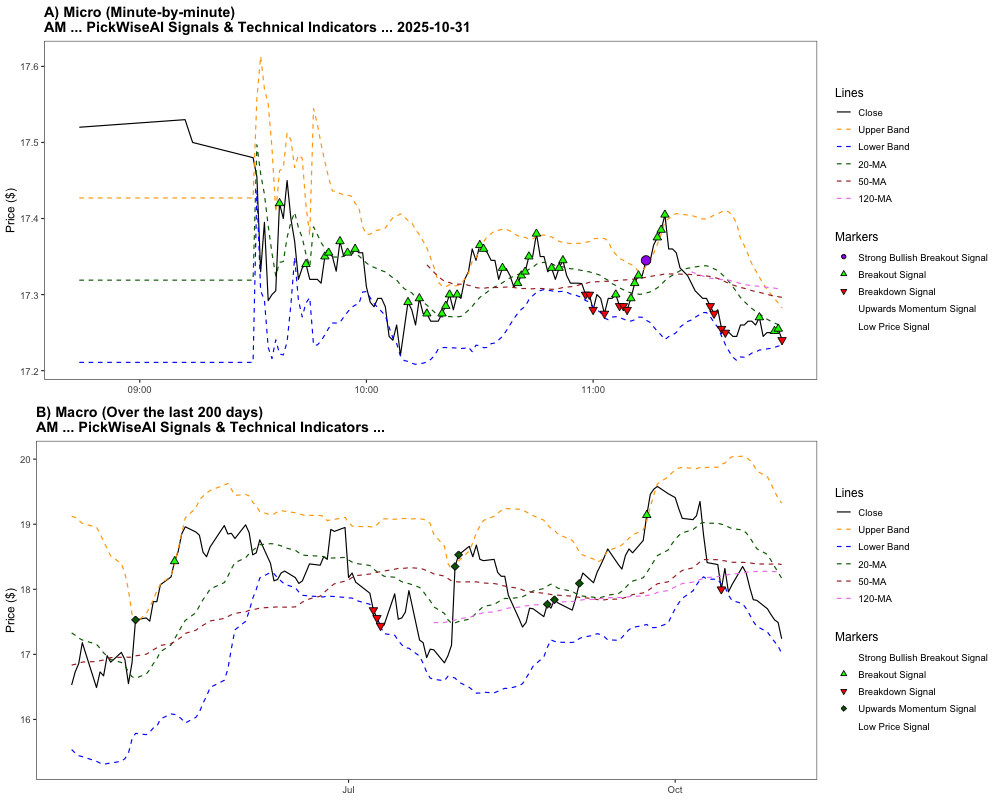 A) Micro (Minute-by-minute)
AM ... PickWiseAI Signals & Technical Indicators ... 2025-10-31
Price ($)
17.6
17.5
17.4
17.3
17.2
09:00
10:00
11:00
Lines
Close
Upper Band
Lower Band
20-MA
50-MA
120-MA
Markers
Strong Bullish Breakout Signal
Breakout Signal
Breakdown Signal
Upwards Momentum Signal
Low Price Signal
B) Macro (Over the last 200 days)
AM ... PickWiseAI Signals & Technical Indicators ...
Price ($)
20
19
18
17
16
Jul
Oct
Lines
Close
Upper Band
Lower Band
20-MA
50-MA
120-MA
Markers
Strong Bullish Breakout Signal
Breakout Signal
Breakdown Signal
Upwards Momentum Signal
Low Price Signal